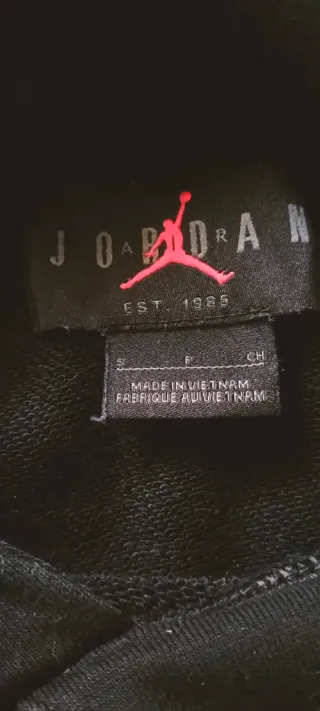 JORDAN
AIR
EST. 1985
S P CH
MADE IN VIETNAM
FABRIQUE AU VIETNAM